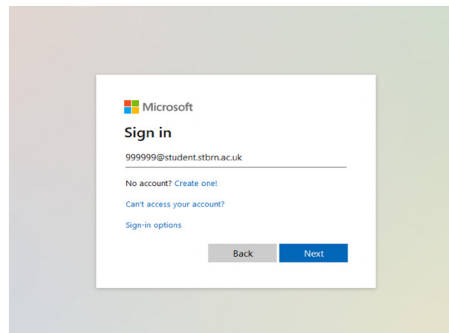 Microsoft
Sign in
999999@student.stbrn.ac.uk
No account? Create one!
Can't access your account?
Sign-in options
Back Next